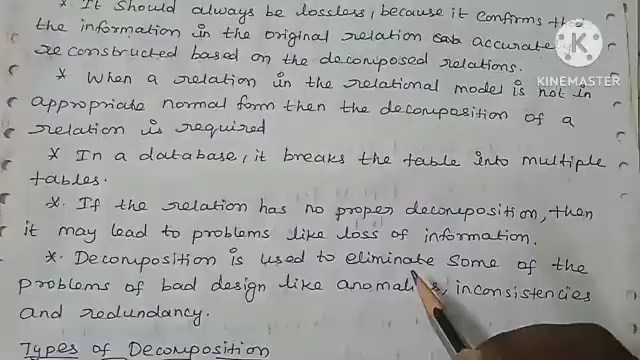 * It should always be lossless, because it confirms tha
the information in the original relation can accurately
reconstructed based on the decomposed relations.
* When a relation in the relational model is not in
appropriate normal form then the decomposition of a
relation is required
* In a database, it breaks the table into multiple
tables.
* If the relation has no proper decomposition, then
it may lead to problems like loss of information.
* Decomposition is used to eliminate some of the
problems of bad design like anomalies, inconsistencies
and redundancy.
Types of Decomposition
KINEMASTER